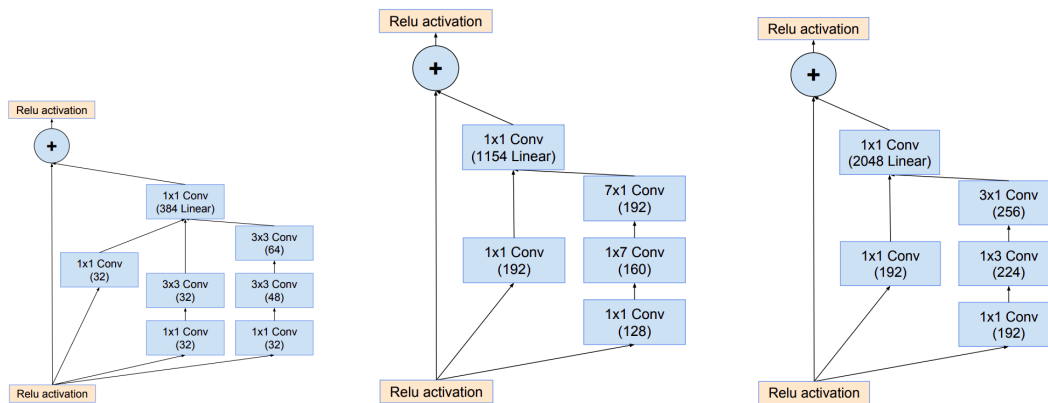 Relu activation
+
1x1 Conv
(384 Linear)
3x3 Conv
(64)
1x1 Conv
(32)
3x3 Conv
(32)
3x3 Conv
(48)
1x1 Conv
(32)
1x1 Conv
(32)
Relu activation
Relu activation
+
1x1 Conv
(1154 Linear)
7x1 Conv
(192)
1x1 Conv
(192)
1x7 Conv
(160)
1x1 Conv
(128)
Relu activation
Relu activation
+
1x1 Conv
(2048 Linear)
3x1 Conv
(256)
1x1 Conv
(192)
1x3 Conv
(224)
1x1 Conv
(192)
Relu activation